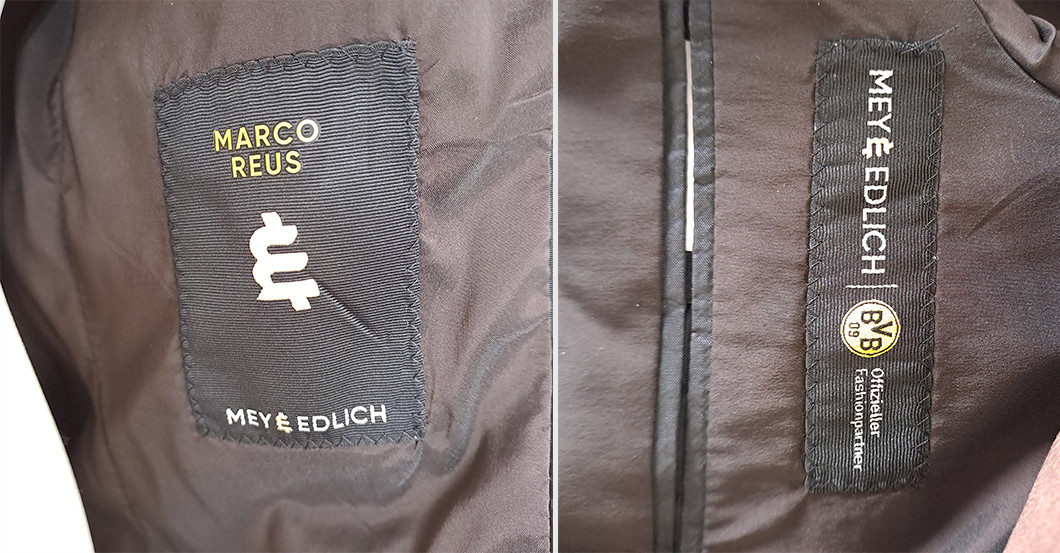 MARCO
REUS
MEY & EDLICH
MEY & EDLICH
BVB
09
Offizieller
Fashionpartner